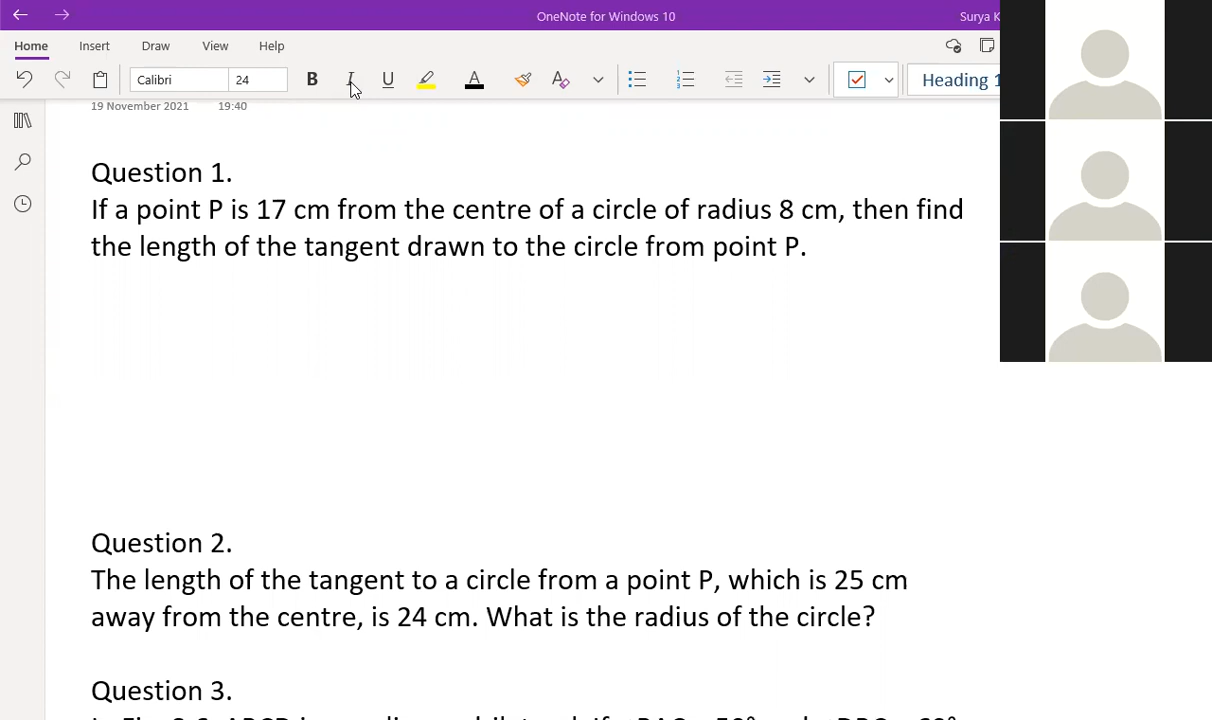 OneNote for Windows 10
Surya K
Home Insert Draw View Help
Calibri 24 B I U A A Heading 1
19 November 2021 19:40
Question 1.
If a point P is 17 cm from the centre of a circle of radius 8 cm, then find
the length of the tangent drawn to the circle from point P.
Question 2.
The length of the tangent to a circle from a point P, which is 25 cm
away from the centre, is 24 cm. What is the radius of the circle?
Question 3.